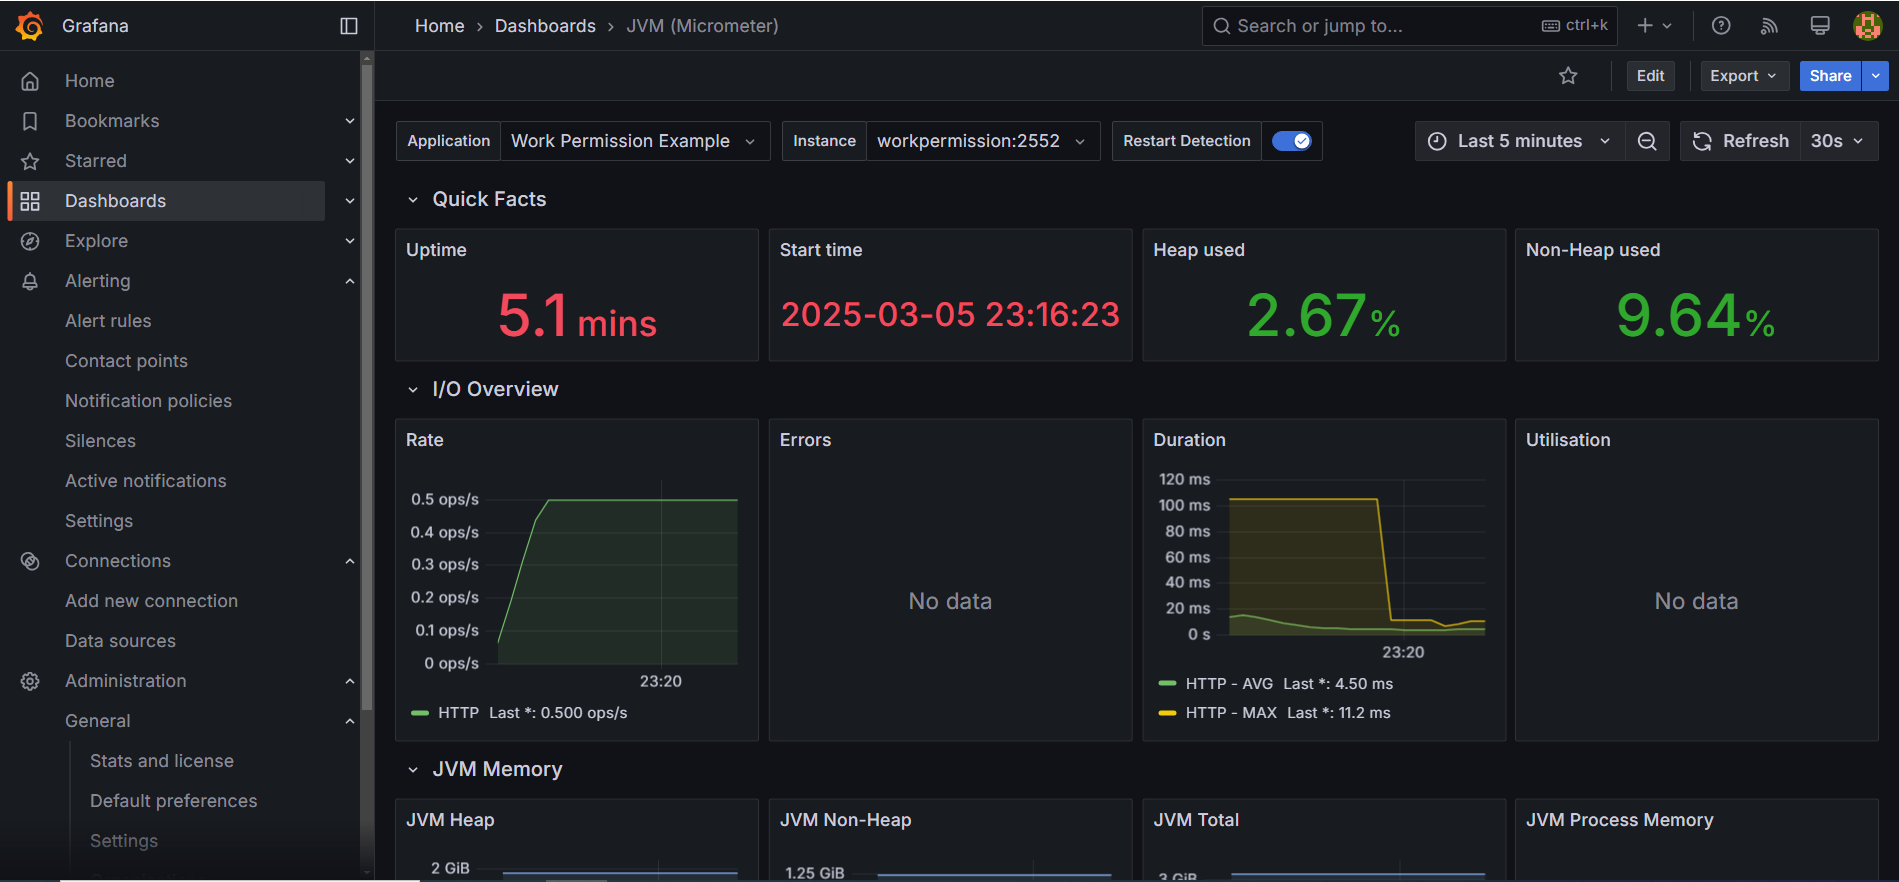 Grafana
Home › Dashboards › JVM (Micrometer)
Search or jump to... ctrl+k
Edit Export Share
Home
Bookmarks
Starred
Dashboards
Explore
Alerting
Alert rules
Contact points
Notification policies
Silences
Active notifications
Settings
Connections
Add new connection
Data sources
Administration
General
Stats and license
Default preferences
Settings
Application Work Permission Example Instance workpermission:2552 Restart Detection Last 5 minutes Refresh 30s
Quick Facts
Uptime
5.1 mins
Start time
2025-03-05 23:16:23
Heap used
2.67%
Non-Heap used
9.64%
I/O Overview
Rate
0.5 ops/s
0.4 ops/s
0.3 ops/s
0.2 ops/s
0.1 ops/s
0 ops/s
23:20
HTTP Last *: 0.500 ops/s
Errors
No data
Duration
120 ms
100 ms
80 ms
60 ms
40 ms
20 ms
0 s
23:20
HTTP - AVG Last *: 4.50 ms
HTTP - MAX Last *: 11.2 ms
Utilisation
No data
JVM Memory
JVM Heap
2 GiB
JVM Non-Heap
1.25 GiB
JVM Total
3 GiB
JVM Process Memory